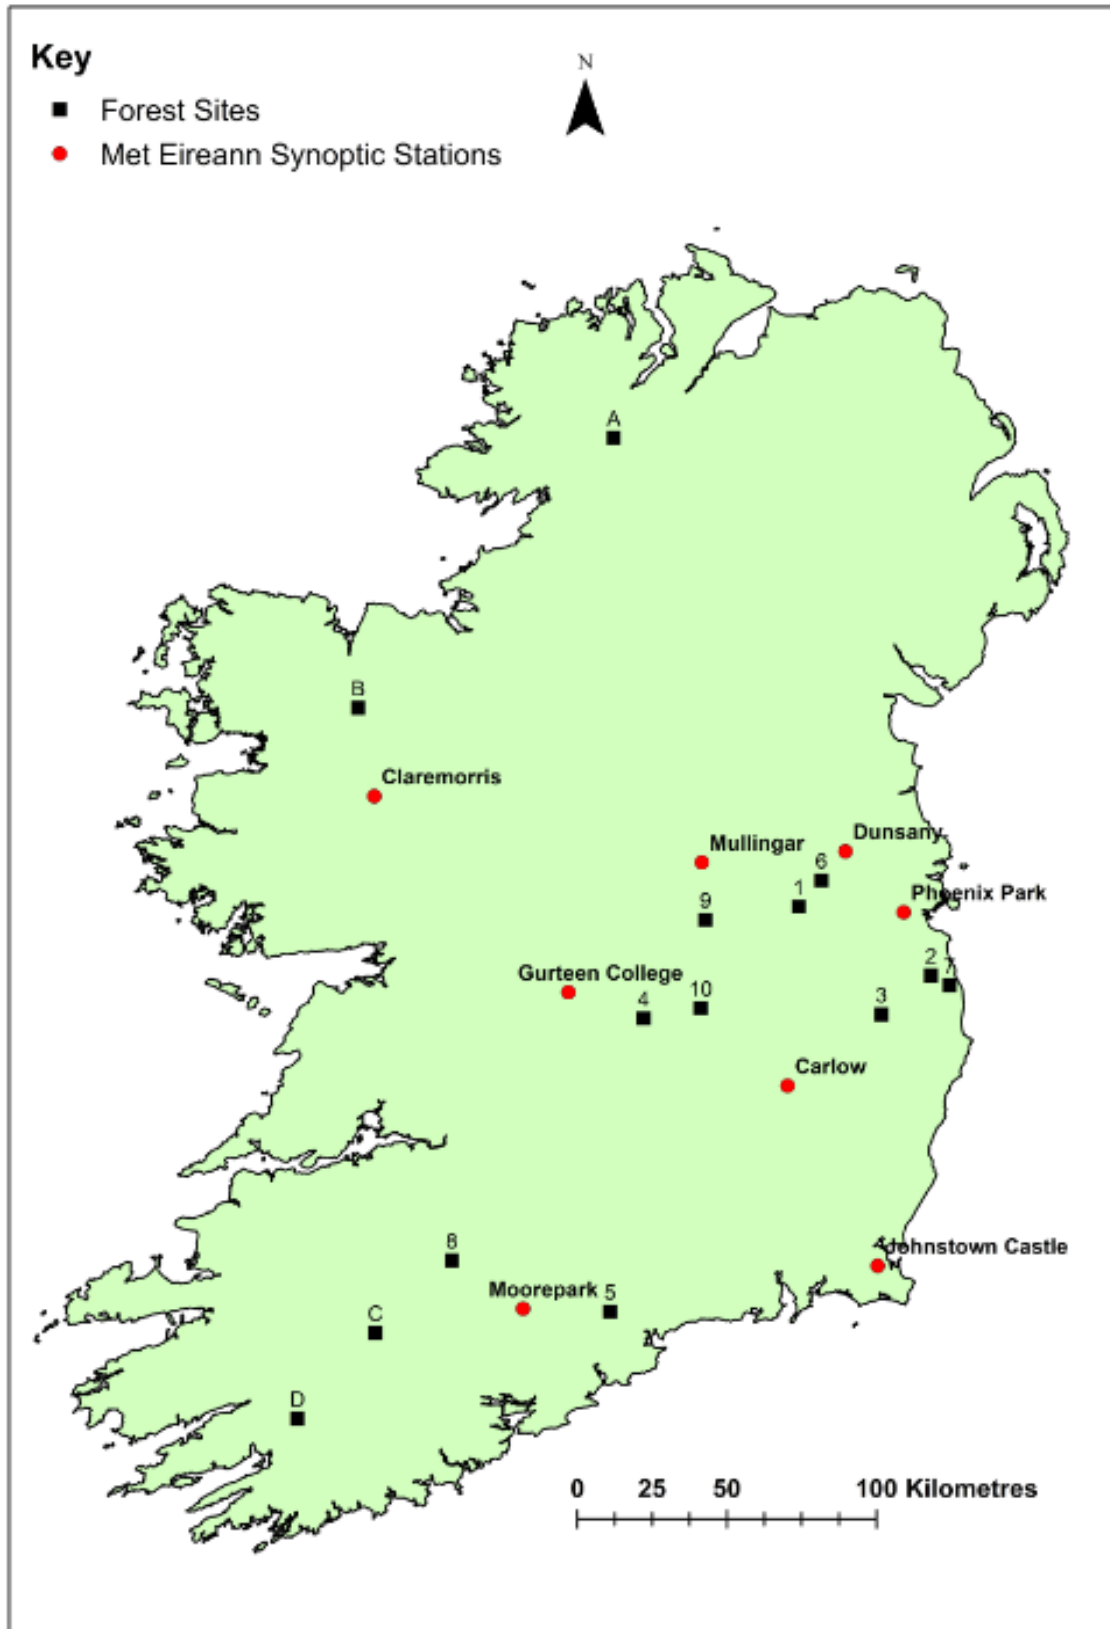 Key
N
Forest Sites
Met Eireann Synoptic Stations
A
B
Claremorris
Dunsany
Mullingar
6
1
Phoenix Park
9
2
7
Gurteen College
10
4
3
Carlow
8
Johnstown Castle
Moorepark
5
C
D
0 25 50 100 Kilometres